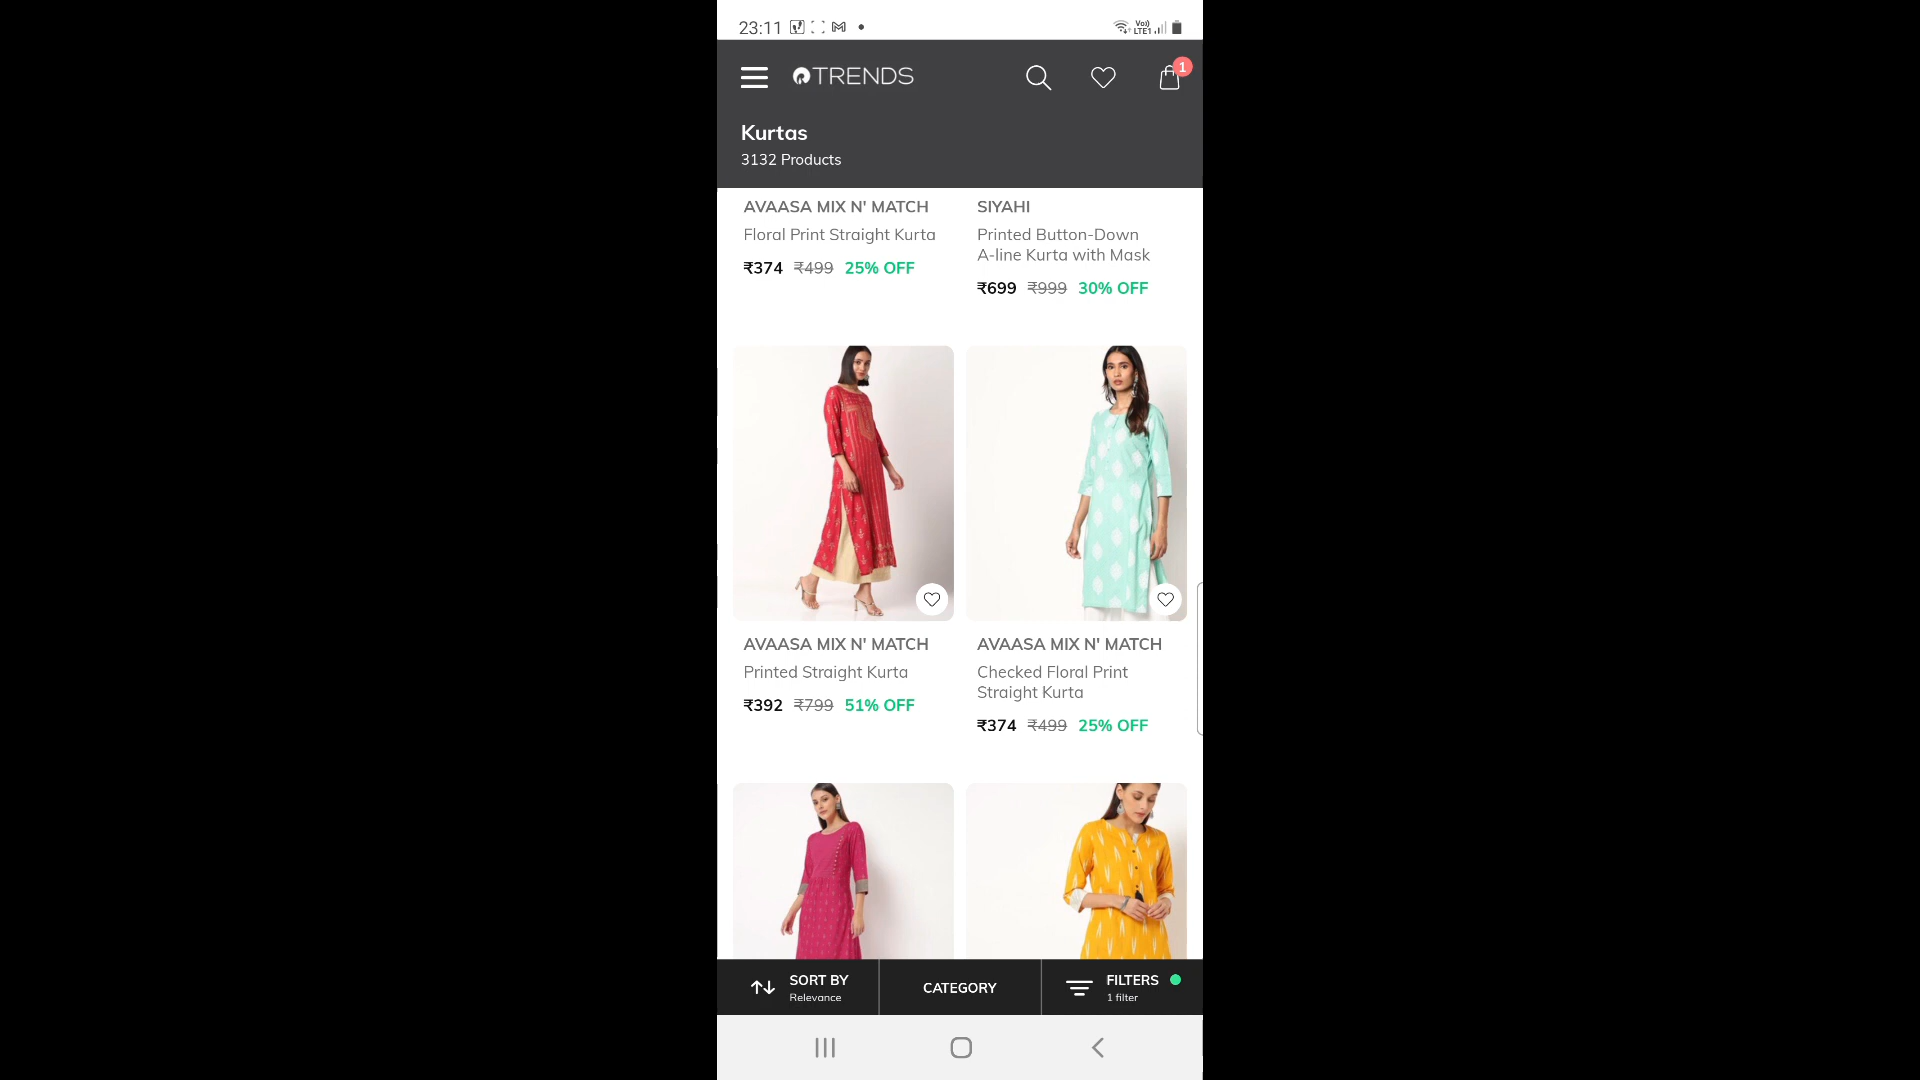 23:11
Vo))
LTE1
TRENDS
1
Kurtas
3132 Products
AVAASA MIX N' MATCH
Floral Print Straight Kurta
₹374 ₹499 25% OFF
SIYAHI
Printed Button-Down
A-line Kurta with Mask
₹699 ₹999 30% OFF
AVAASA MIX N' MATCH
Printed Straight Kurta
₹392 ₹799 51% OFF
AVAASA MIX N' MATCH
Checked Floral Print
Straight Kurta
₹374 ₹499 25% OFF
SORT BY
Relevance
CATEGORY
FILTERS
1 filter